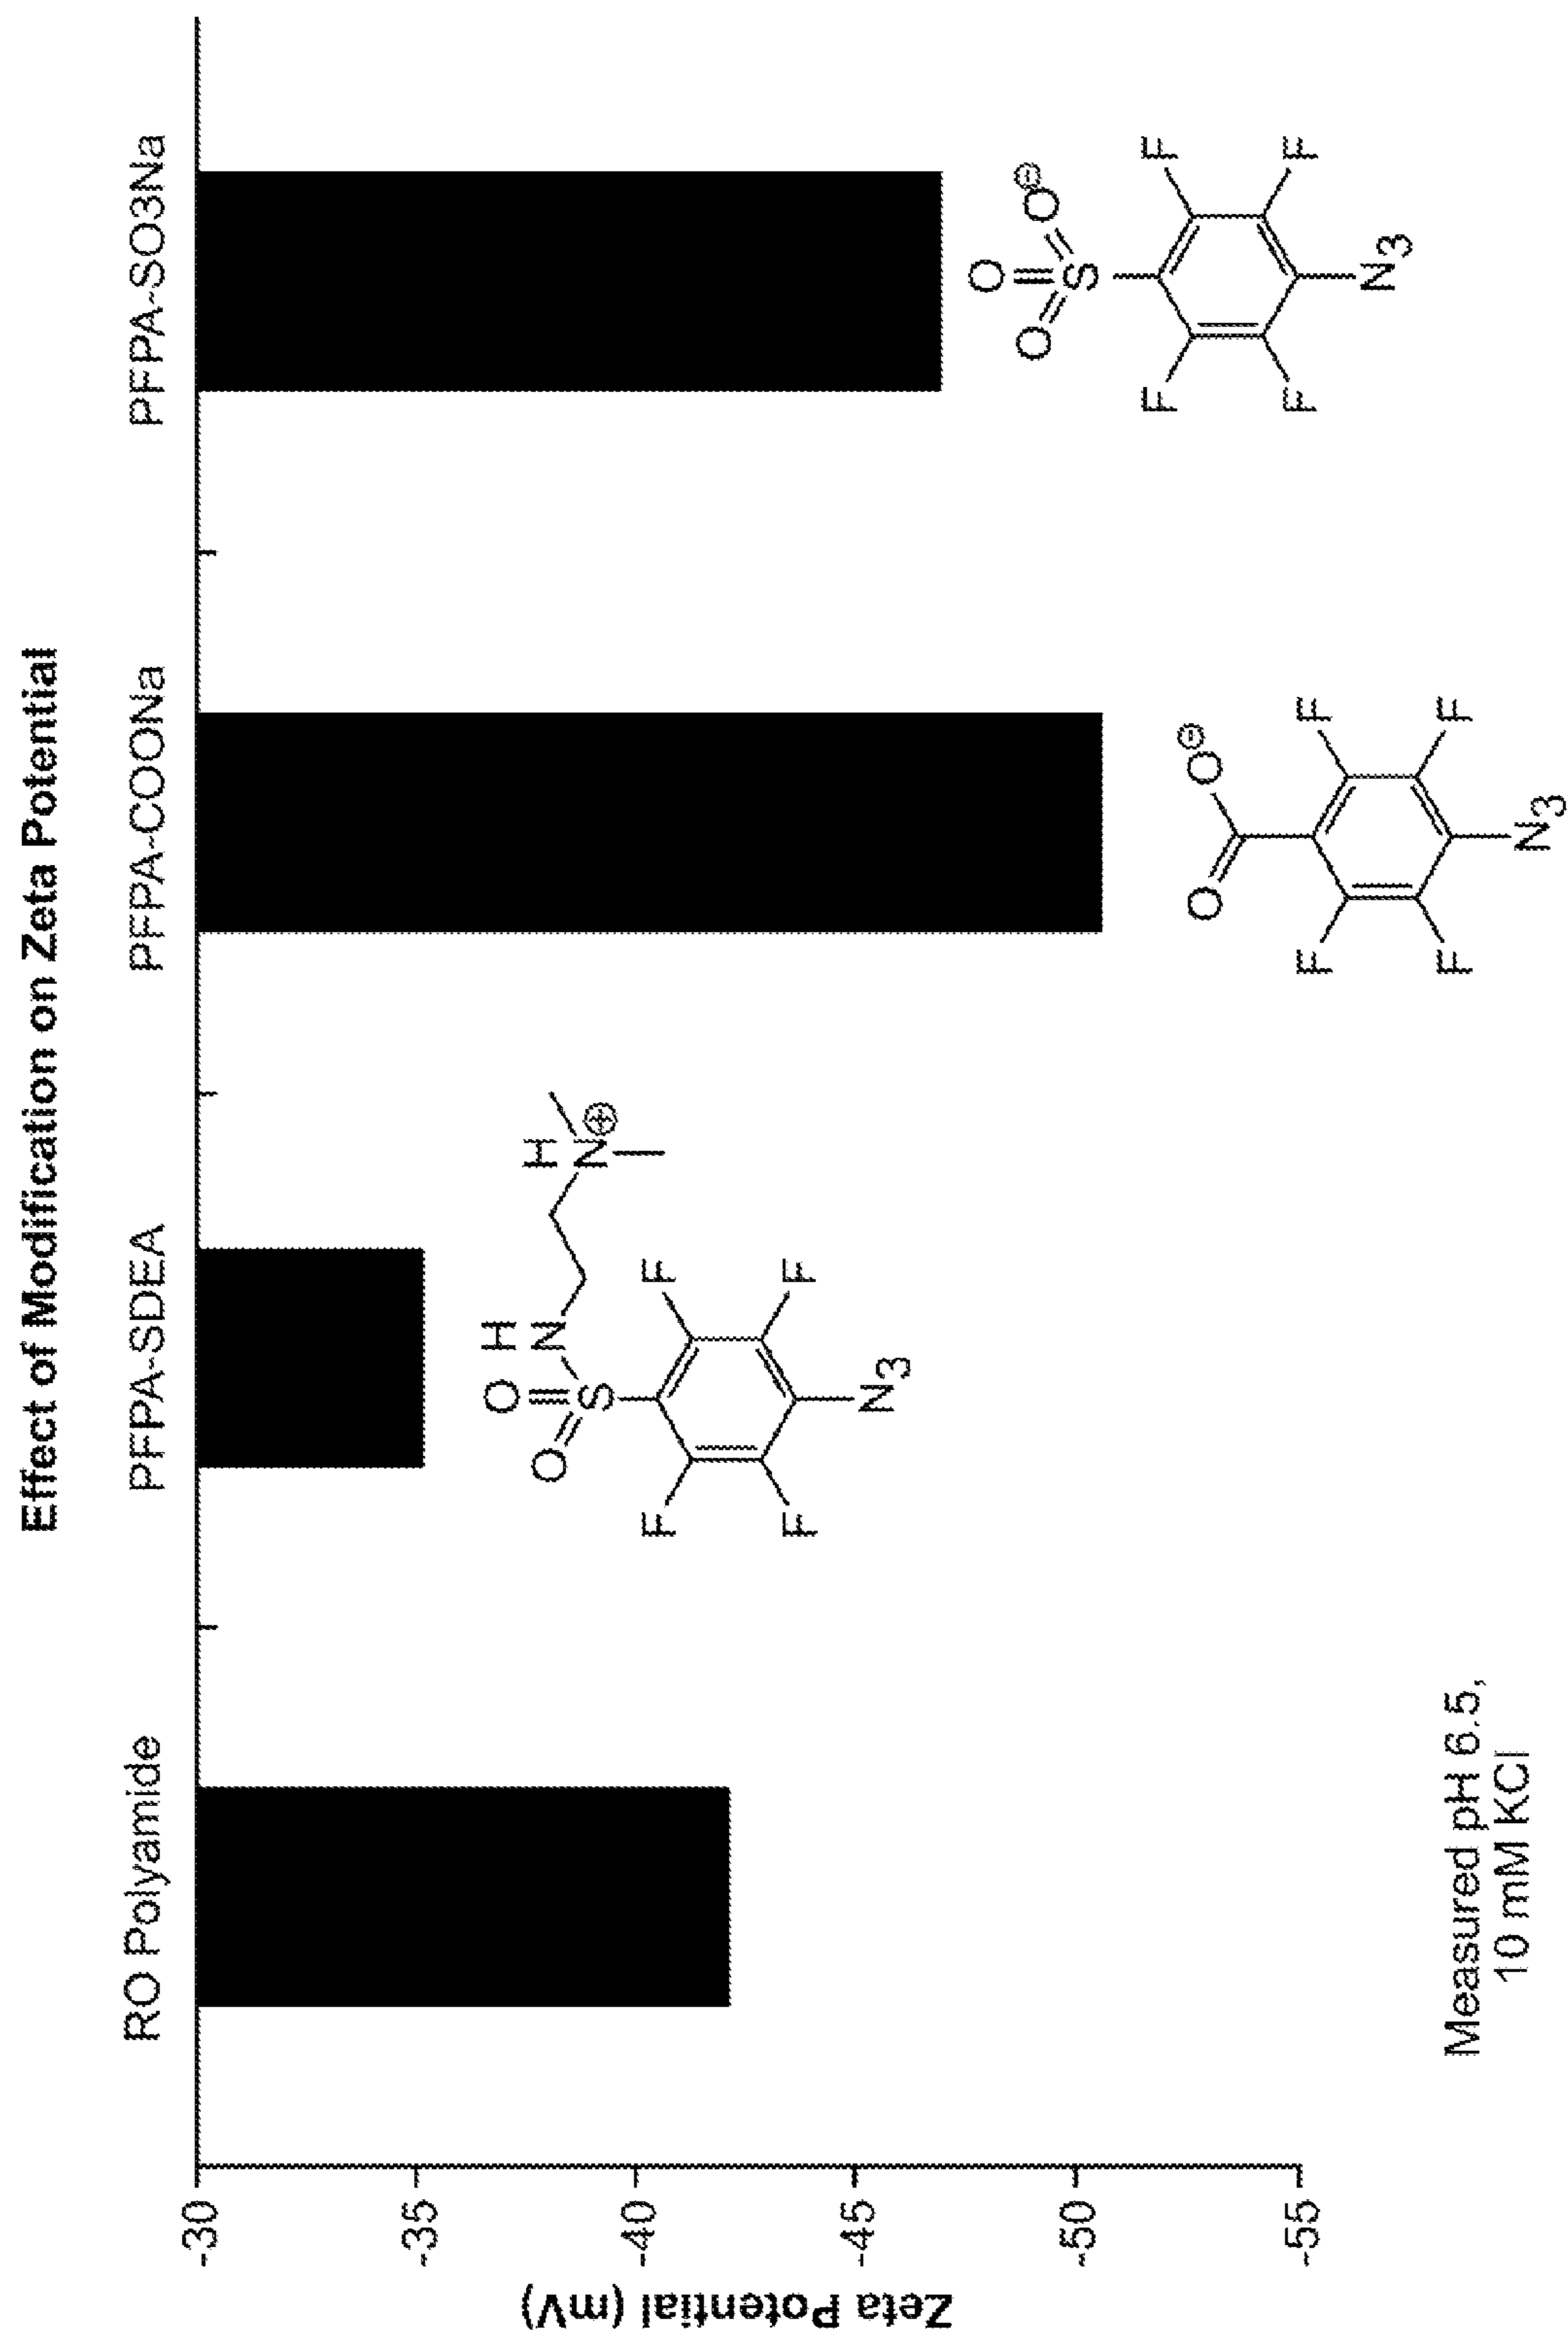 Effect of Modification on Zeta Potential
RO Polyamide
PFPA-SDEA
PFPA-COONa
PFPA-SO3Na
Zeta Potential (mV)
-30
-35
-40
-45
-50
-55
O
O
S
H
N
H
N
⊕
F
F
F
F
N3
O
O
⊖
F
F
F
F
N3
O
O
O
⊖
S
F
F
F
F
N3
Measured pH 6.5,
10 mM KCl